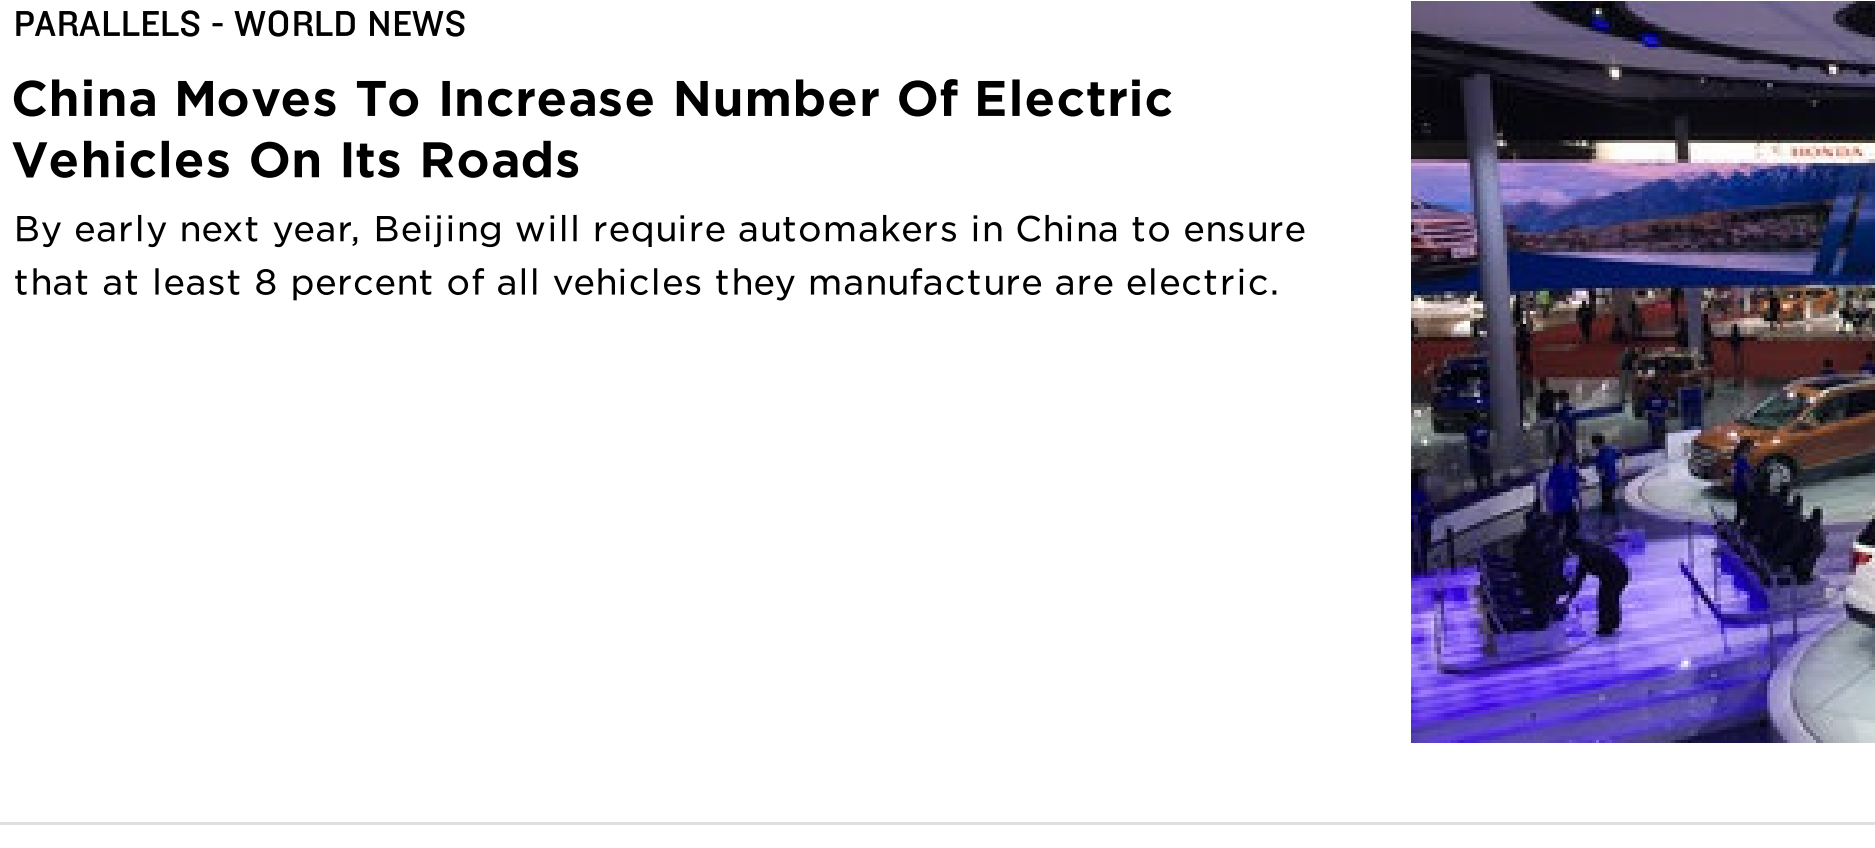 PARALLELS - WORLD NEWS
China Moves To Increase Number Of Electric
Vehicles On Its Roads
By early next year, Beijing will require automakers in China to ensure
that at least 8 percent of all vehicles they manufacture are electric.
HONDA